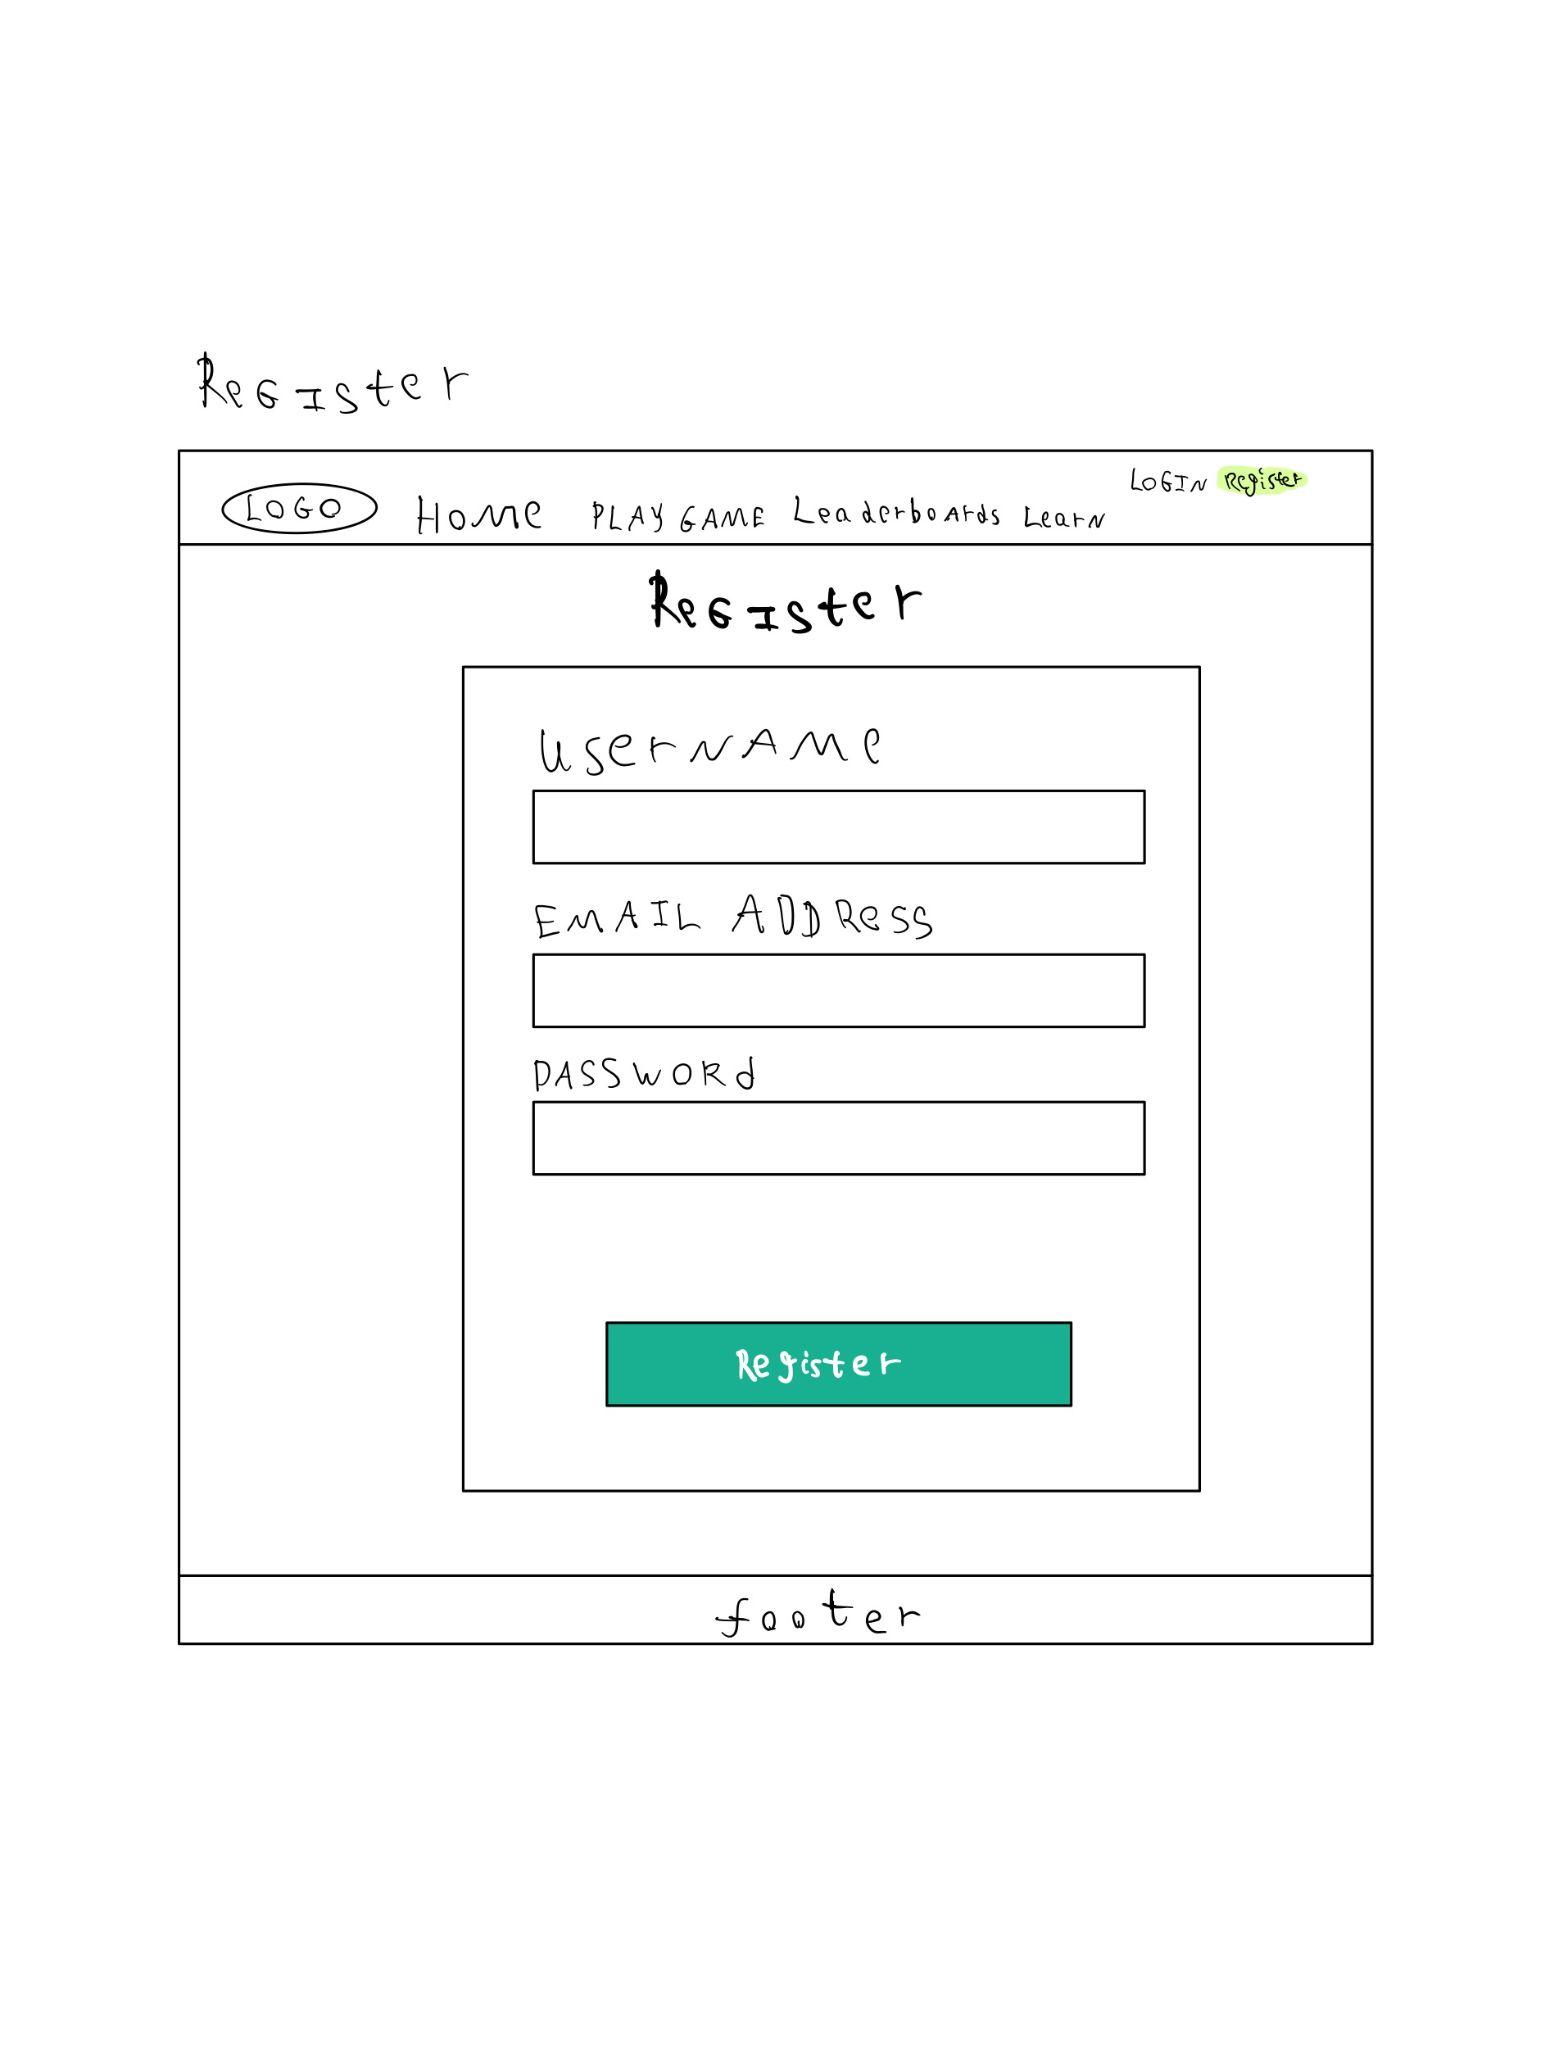 Register
LOGO Home PLAY GAME Leaderboards Learn LOGIN Register
Register
Username
EMAIL ADDRess
PASSWORd
Register
footer